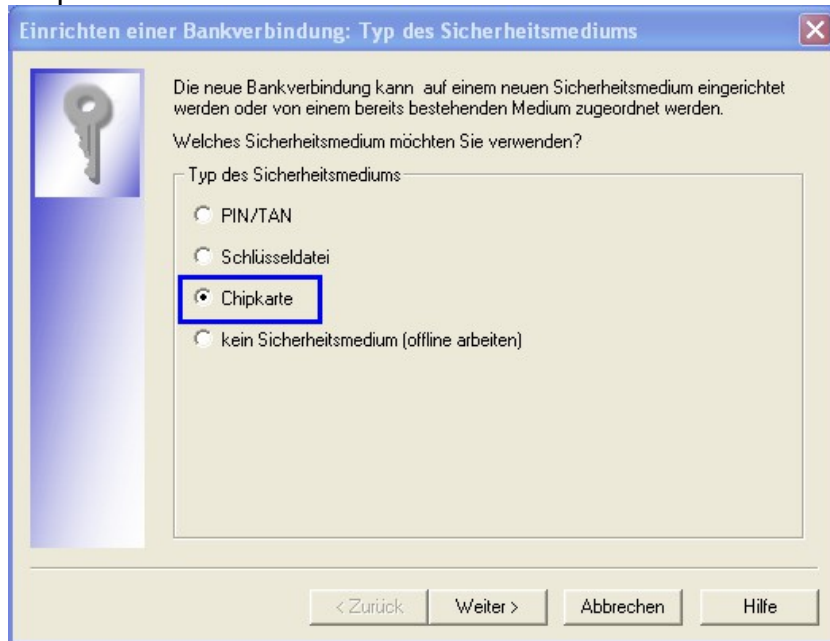 Einrichten einer Bankverbindung: Typ des Sicherheitsmediums
Die neue Bankverbindung kann auf einem neuen Sicherheitsmedium eingerichtet
werden oder von einem bereits bestehenden Medium zugeordnet werden.
Welches Sicherheitsmedium möchten Sie verwenden?
Typ des Sicherheitsmediums
PIN/TAN
Schlüsseldatei
Chipkarte
kein Sicherheitsmedium (offline arbeiten)
< Zurück Weiter > Abbrechen Hilfe